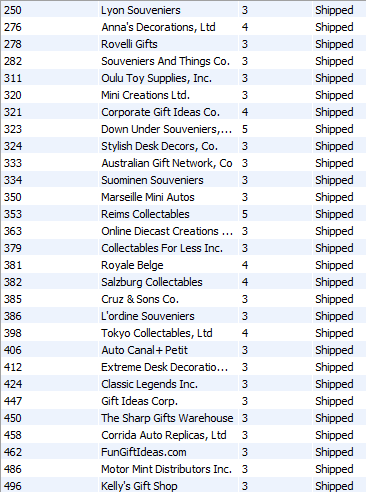 250 Lyon Souveniers 3 Shipped
276 Anna's Decorations, Ltd 4 Shipped
278 Rovelli Gifts 3 Shipped
282 Souveniers And Things Co. 3 Shipped
311 Oulu Toy Supplies, Inc. 3 Shipped
320 Mini Creations Ltd. 3 Shipped
321 Corporate Gift Ideas Co. 4 Shipped
323 Down Under Souveniers,... 5 Shipped
324 Stylish Desk Decors, Co. 3 Shipped
333 Australian Gift Network, Co 3 Shipped
334 Suominen Souveniers 3 Shipped
350 Marseille Mini Autos 3 Shipped
353 Reims Collectables 5 Shipped
363 Online Diecast Creations ... 3 Shipped
379 Collectables For Less Inc. 3 Shipped
381 Royale Belge 4 Shipped
382 Salzburg Collectables 4 Shipped
385 Cruz & Sons Co. 3 Shipped
386 L'ordine Souveniers 3 Shipped
398 Tokyo Collectables, Ltd 4 Shipped
406 Auto Canal+ Petit 3 Shipped
412 Extreme Desk Decoratio... 3 Shipped
424 Classic Legends Inc. 3 Shipped
447 Gift Ideas Corp. 3 Shipped
450 The Sharp Gifts Warehouse 3 Shipped
458 Corrida Auto Replicas, Ltd 3 Shipped
462 FunGiftIdeas.com 3 Shipped
486 Motor Mint Distributors Inc. 3 Shipped
496 Kelly's Gift Shop 3 Shipped